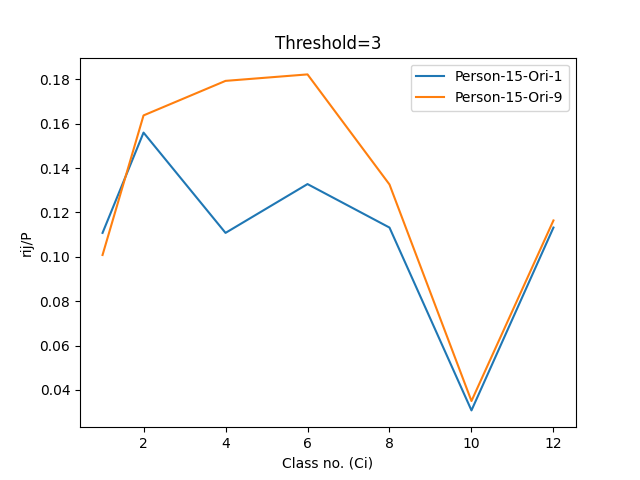 Threshold=3
Person-15-Ori-1
Person-15-Ori-9
rij/P
0.18
0.16
0.14
0.12
0.10
0.08
0.06
0.04
2 4 6 8 10 12
Class no. (Ci)